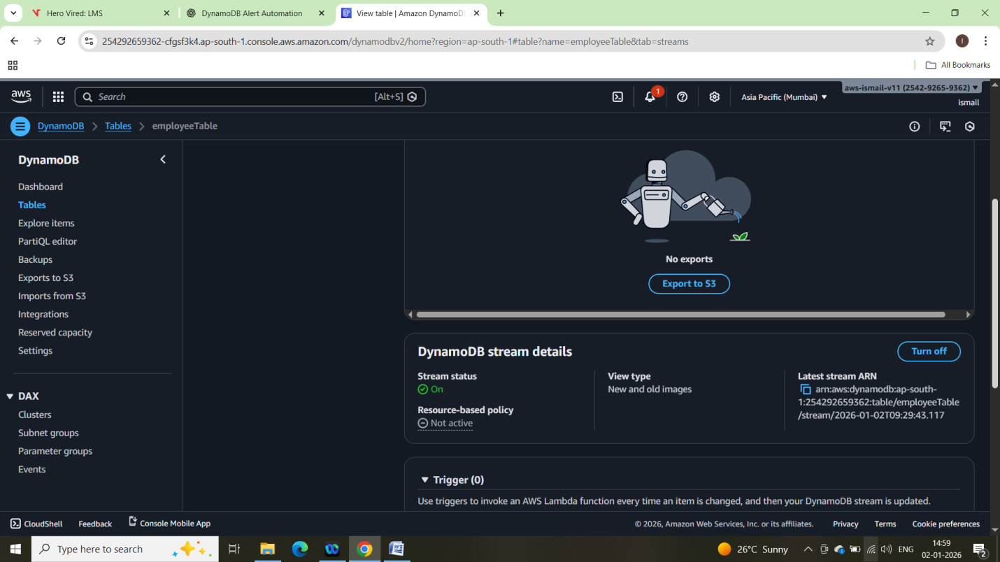 Hero Vired: LMS
DynamoDB Alert Automation
View table | Amazon DynamoD
254292659362-cfgsf3k4.ap-south-1.console.aws.amazon.com/dynamodbv2/home?region=ap-south-1#table?name=employeeTable&tab=streams
I
All Bookmarks
aws
Search
[Alt+S]
1
Asia Pacific (Mumbai)
aws-ismail-v11 (2542-9265-9362)
ismail
DynamoDB
Tables
employeeTable
DynamoDB
Dashboard
Tables
Explore items
PartiQL editor
Backups
Exports to S3
Imports from S3
Integrations
Reserved capacity
Settings
DAX
Clusters
Subnet groups
Parameter groups
Events
No exports
Export to S3
DynamoDB stream details
Turn off
Stream status
On
Resource-based policy
Not active
View type
New and old images
Latest stream ARN
arn:aws:dynamodb:ap-south-
1:254292659362:table/employeeTable
/stream/2026-01-02T09:29:43.117
Trigger (0)
Use triggers to invoke an AWS Lambda function every time an item is changed, and then your DynamoDB stream is updated.
CloudShell
Feedback
Console Mobile App
© 2026, Amazon Web Services, Inc. or its affiliates.
Privacy
Terms
Cookie preferences
Type here to search
26°C Sunny
ENG
14:59
02-01-2026
2